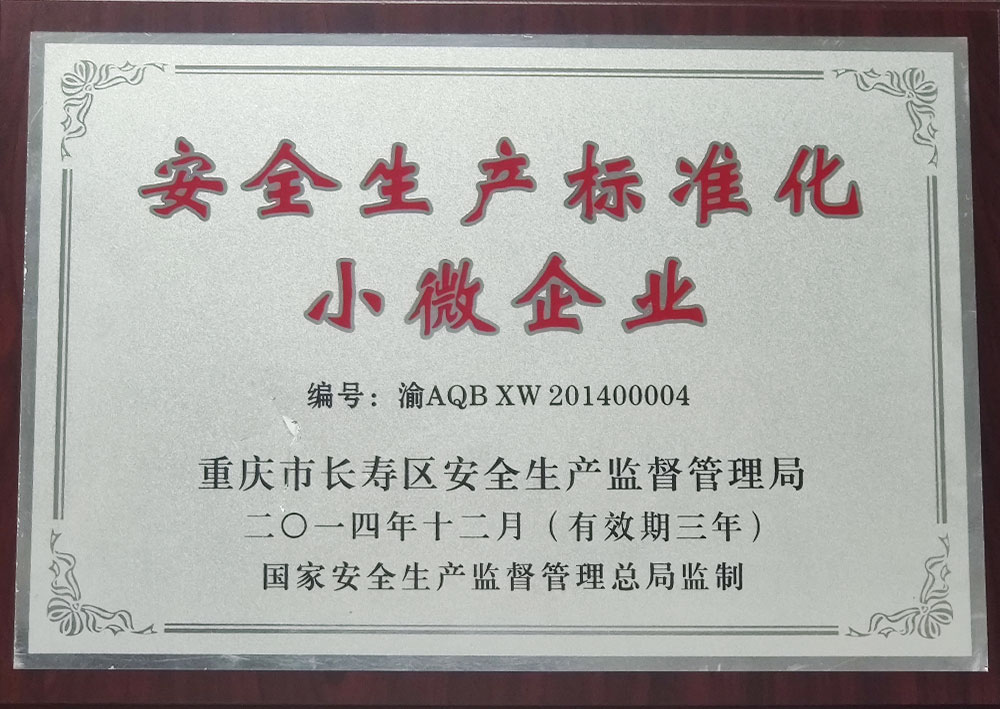 安全生产标准化
小微企业
编号：渝AQB XW 201400004
重庆市长寿区安全生产监督管理局
二〇一四年十二月（有效期三年）
国家安全生产监督管理总局监制